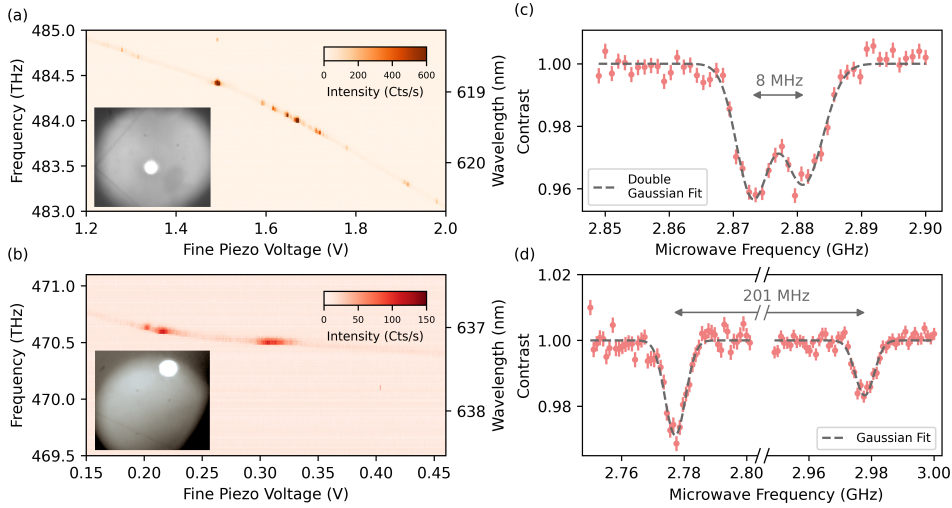 (a)
485.0
484.5
484.0
483.5
483.0
Frequency (THz)
0 200 400 600
Intensity (Cts/s)
619
620
Wavelength (nm)
1.2 1.4 1.6 1.8 2.0
Fine Piezo Voltage (V)
(c)
1.00
0.98
0.96
Contrast
8 MHz
Double
Gaussian Fit
2.85 2.86 2.87 2.88 2.89 2.90
Microwave Frequency (GHz)
(b)
471.0
470.5
470.0
469.5
Frequency (THz)
0 50 100 150
Intensity (Cts/s)
637
638
Wavelength (nm)
0.15 0.20 0.25 0.30 0.35 0.40 0.45
Fine Piezo Voltage (V)
(d)
1.02
1.00
0.98
Contrast
201 MHz
Gaussian Fit
2.76 2.78 2.80 2.96 2.98 3.00
Microwave Frequency (GHz)